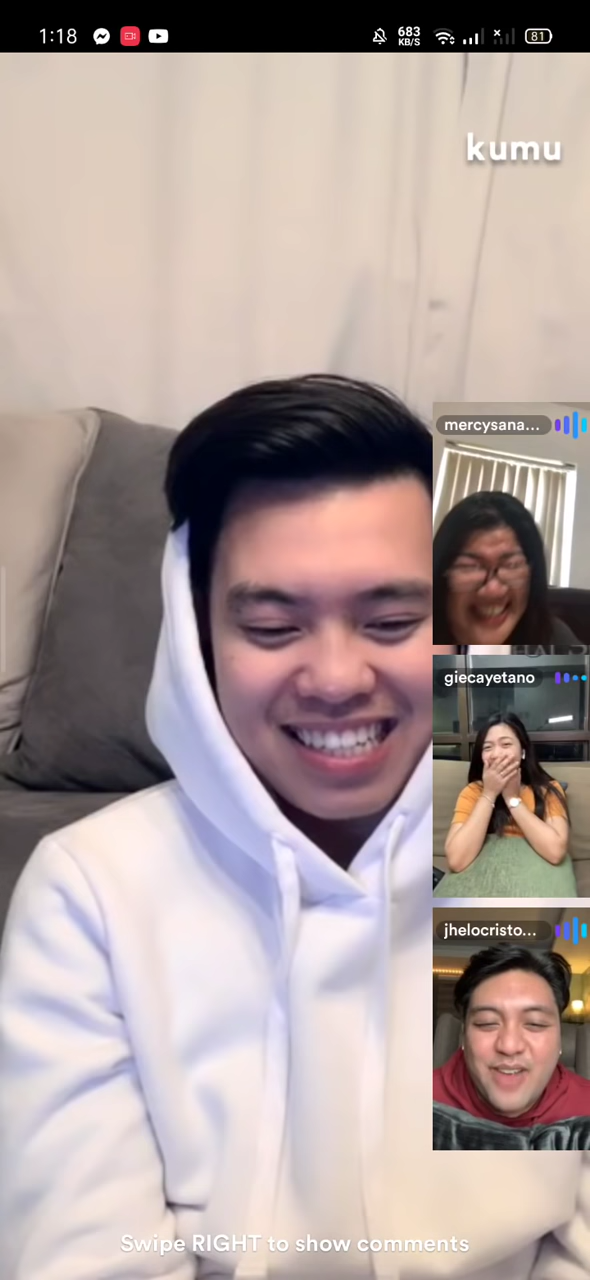 1:18
683
KB/S
81
kumu
mercysana...
giecayetano
jhelocristo...
Swipe RIGHT to show comments